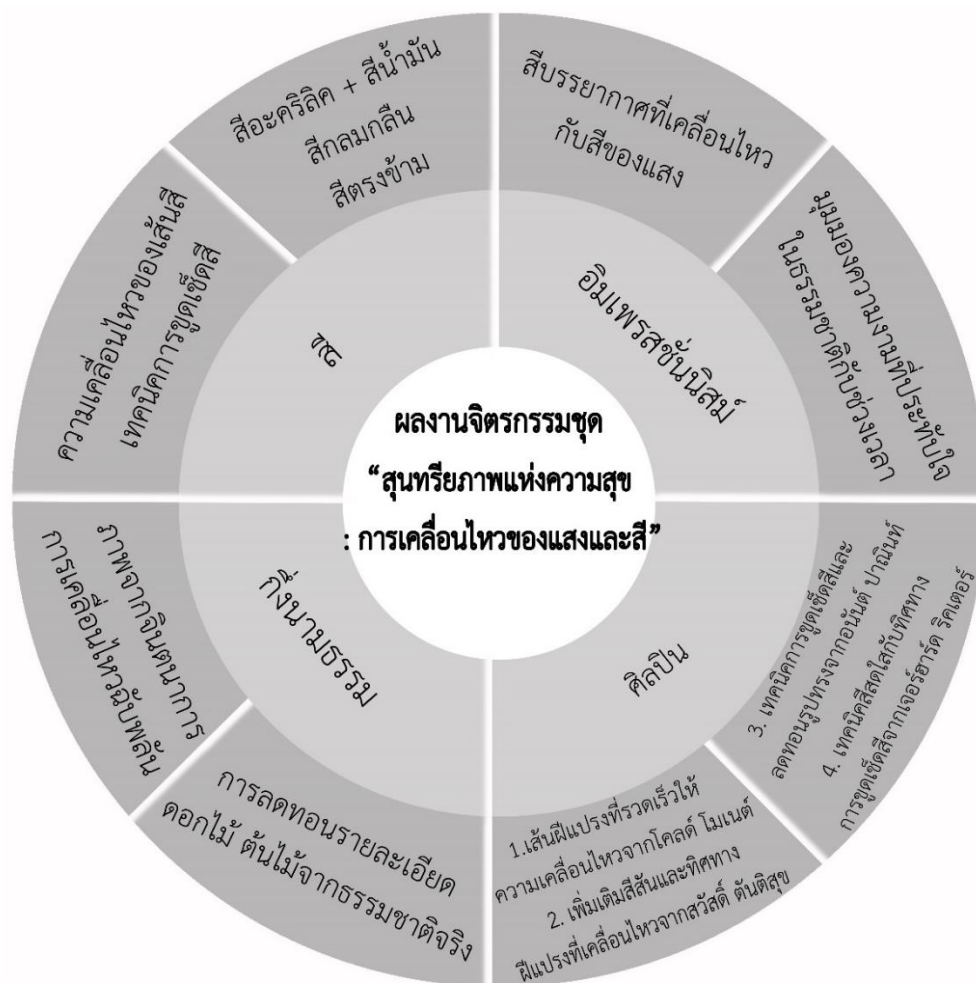 ผลงานจิตรกรรมชุด
“สุนทรียภาพแห่งความสุข
: การเคลื่อนไหวของแสงและสี”
อิมเพรสชั่นนิสม์
สีบรรยากาศที่เคลื่อนไหว
กับสีของแสง
มุมมองความงามที่ประทับใจ
ในธรรมชาติกับช่วงเวลา
ศิลปิน
3. เทคนิคการขูดเช็ดสีและ
ลดทอนรูปทรงจากอนันต์ ปาณินท์
4. เทคนิคสีสดใสกับทิศทาง
การขูดเช็ดสีจากเจอร์ฮาร์ด ริคเตอร์
1.เส้นฝีแปรงที่รวดเร็วให้
ความเคลื่อนไหวจากโคลด์ โมเนต์
2. เพิ่มเติมสีสันและทิศทาง
ฝีแปรงที่เคลื่อนไหวจากสวัสดิ์ ตันติสุข
กึ่งนามธรรม
การลดทอนรายละเอียด
ดอกไม้ ต้นไม้จากธรรมชาติจริง
ภาพจากจินตนาการ
การเคลื่อนไหวฉับพลัน
สี
ความเคลื่อนไหวของเส้นสี
เทคนิคการขูดเช็ดสี
สีอะคริลิค + สีน้ำมัน
สีกลมกลืน
สีตรงข้าม